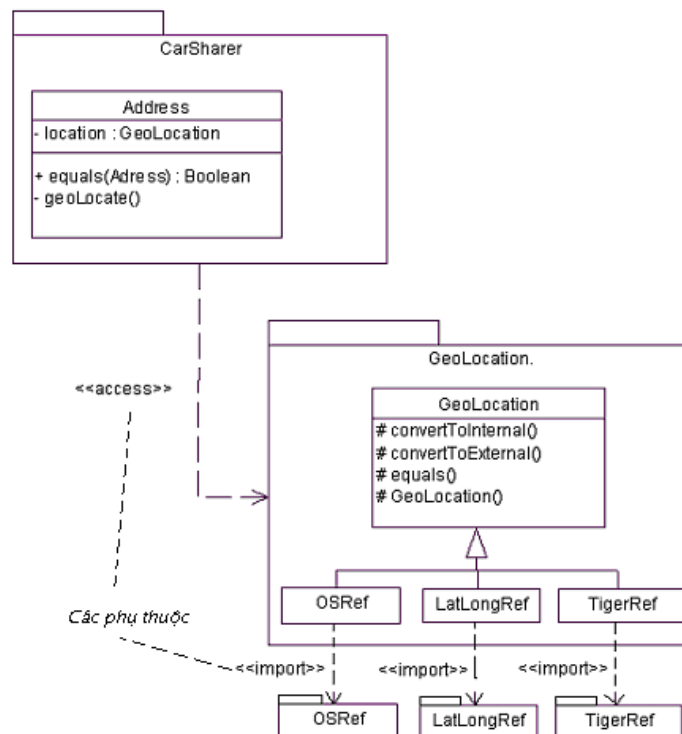 CarSharer
Address
- location : GeoLocation
+ equals(Adress) : Boolean
- geoLocate()
GeoLocation.
<<access>>
GeoLocation
# convertToInternal()
# convertToExternal()
# equals()
# GeoLocation()
OSRef
LatLongRef
TigerRef
Các phụ thuộc
<<import>>
<<import>>
<<import>>
OSRef
LatLongRef
TigerRef